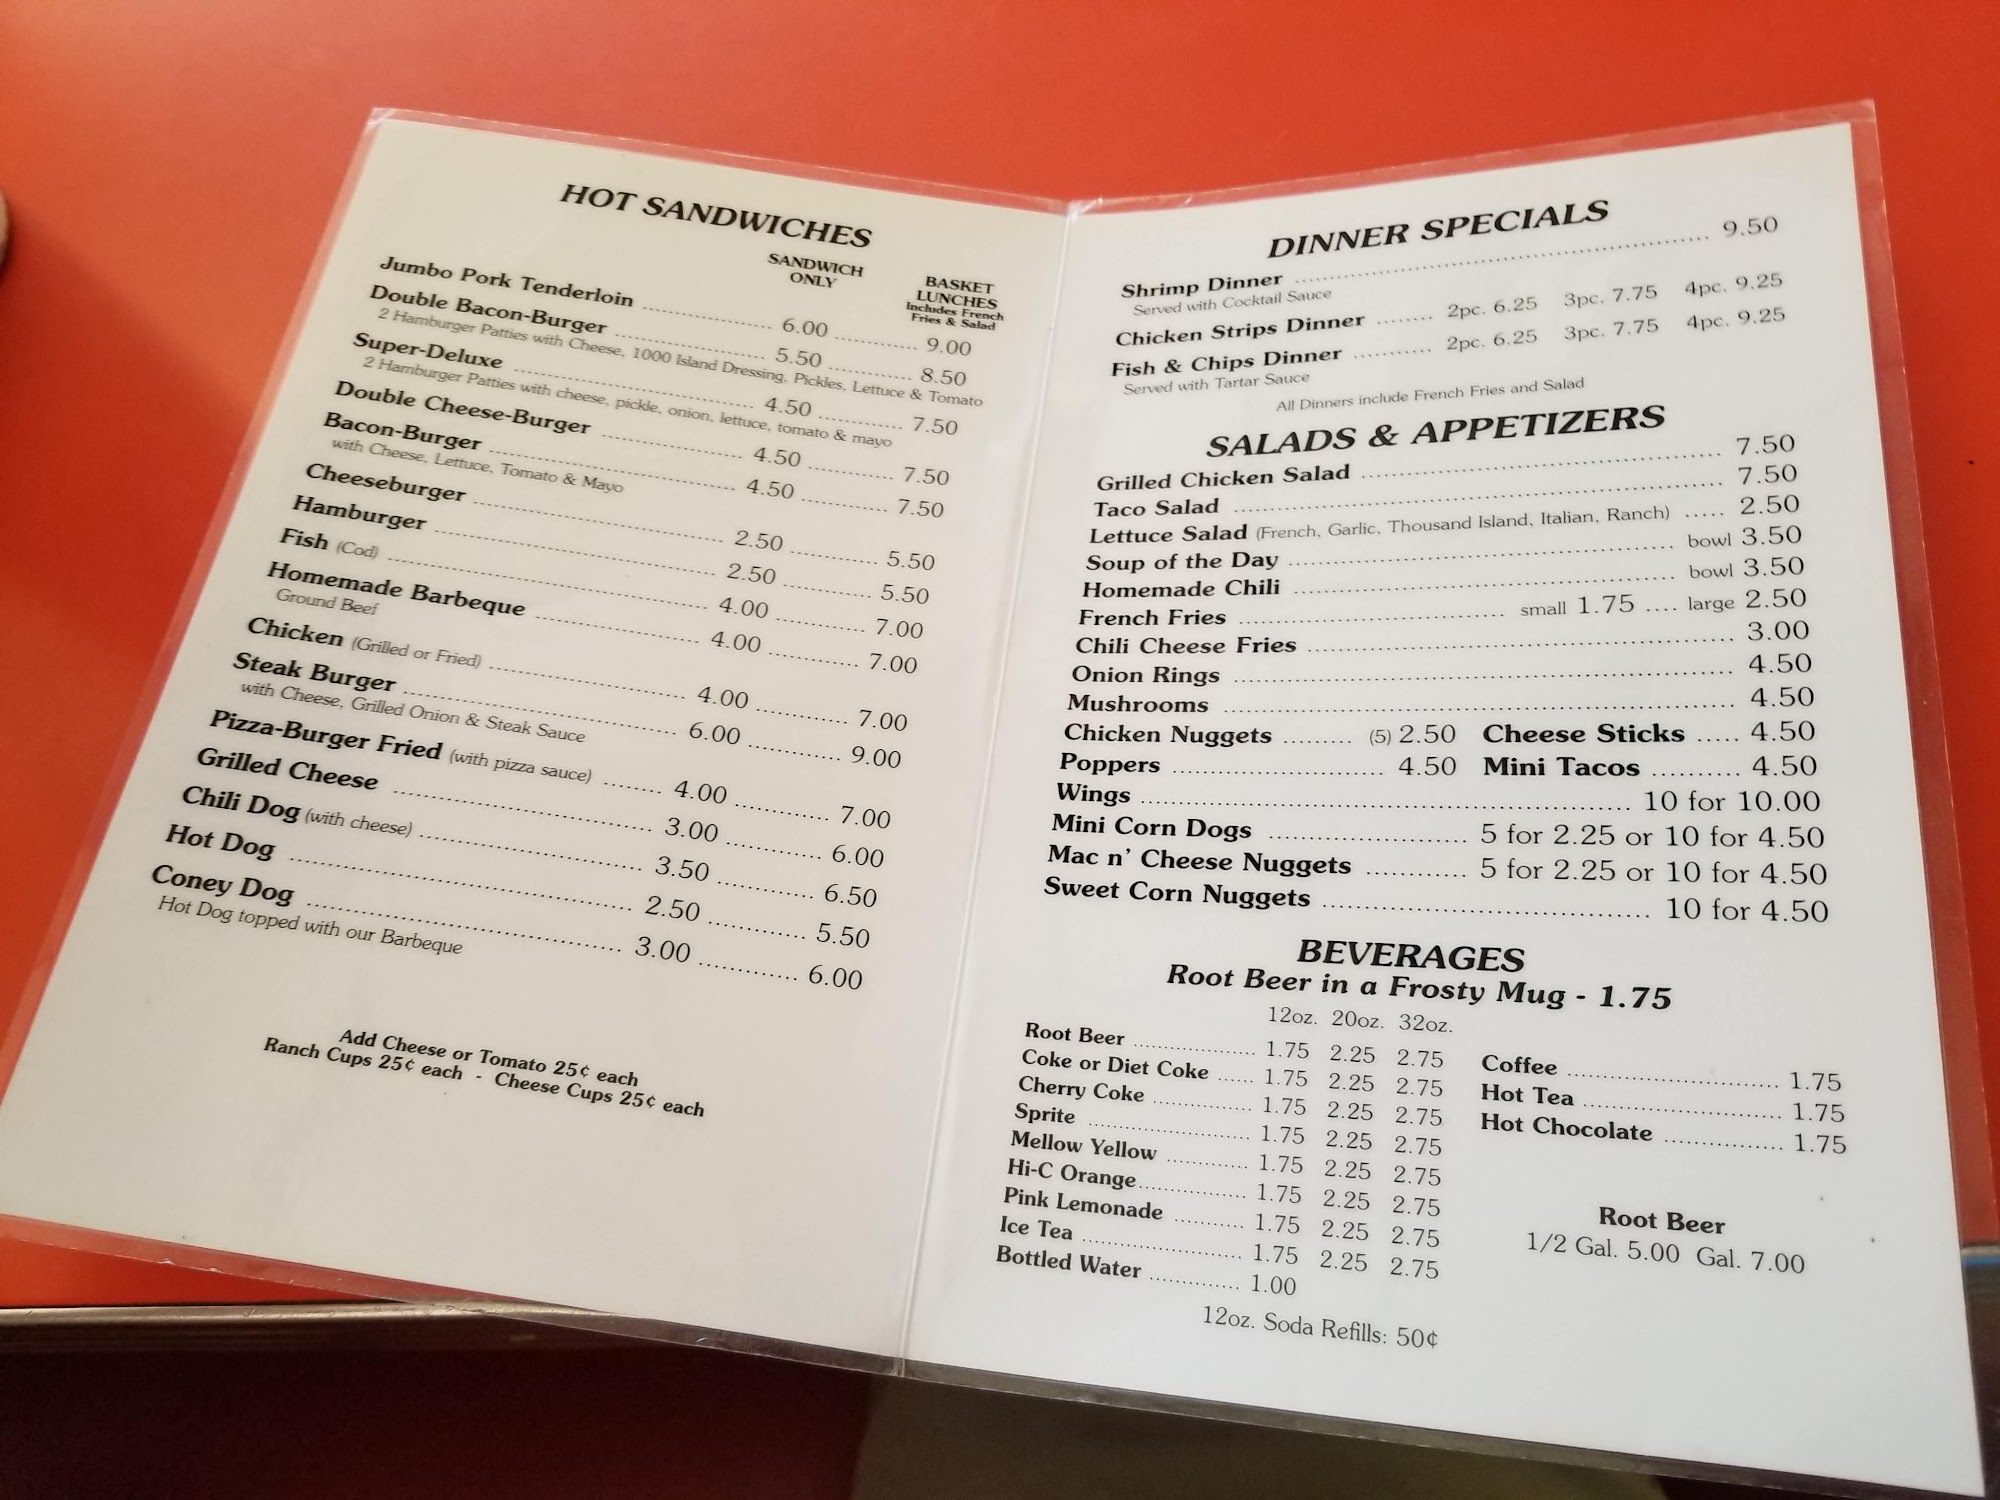 HOT SANDWICHES
SANDWICH ONLY
BASKET LUNCHES
Includes French Fries & Salad
Jumbo Pork Tenderloin 6.00 9.00
Double Bacon-Burger 5.50 8.50
2 Hamburger Patties with Cheese, 1000 Island Dressing, Pickles, Lettuce & Tomato
Super-Deluxe 4.50 7.50
2 Hamburger Patties with cheese, pickle, onion, lettuce, tomato & mayo
Double Cheese-Burger 4.50 7.50
Bacon-Burger 4.50 7.50
with Cheese, Lettuce, Tomato & Mayo
Cheeseburger 2.50 5.50
Hamburger 2.50 5.50
Fish (Cod) 4.00 7.00
Homemade Barbeque 4.00 7.00
Ground Beef
Chicken (Grilled or Fried) 4.00 7.00
Steak Burger 6.00 9.00
with Cheese, Grilled Onion & Steak Sauce
Pizza-Burger Fried (with pizza sauce) 4.00 7.00
Grilled Cheese 3.00 6.00
Chili Dog (with cheese) 3.50 6.50
Hot Dog 2.50 5.50
Coney Dog 3.00 6.00
Hot Dog topped with our Barbeque
Add Cheese or Tomato 25¢ each
Ranch Cups 25¢ each - Cheese Cups 25¢ each
DINNER SPECIALS
Shrimp Dinner 9.50
Served with Cocktail Sauce
Chicken Strips Dinner 2pc. 6.25 3pc. 7.75 4pc. 9.25
Fish & Chips Dinner 2pc. 6.25 3pc. 7.75 4pc. 9.25
Served with Tartar Sauce
All Dinners include French Fries and Salad
SALADS & APPETIZERS
Grilled Chicken Salad 7.50
Taco Salad 7.50
Lettuce Salad (French, Garlic, Thousand Island, Italian, Ranch) 2.50
Soup of the Day bowl 3.50
Homemade Chili bowl 3.50
French Fries small 1.75 .... large 2.50
Chili Cheese Fries 3.00
Onion Rings 4.50
Mushrooms 4.50
Chicken Nuggets (5) 2.50 Cheese Sticks 4.50
Poppers 4.50 Mini Tacos 4.50
Wings 10 for 10.00
Mini Corn Dogs 5 for 2.25 or 10 for 4.50
Mac n' Cheese Nuggets 5 for 2.25 or 10 for 4.50
Sweet Corn Nuggets 10 for 4.50
BEVERAGES
Root Beer in a Frosty Mug - 1.75
12oz. 20oz. 32oz.
Root Beer 1.75 2.25 2.75
Coke or Diet Coke 1.75 2.25 2.75
Cherry Coke 1.75 2.25 2.75
Sprite 1.75 2.25 2.75
Mellow Yellow 1.75 2.25 2.75
Hi-C Orange 1.75 2.25 2.75
Pink Lemonade 1.75 2.25 2.75
Ice Tea 1.75 2.25 2.75
Bottled Water 1.00
12oz. Soda Refills: 50¢
Coffee 1.75
Hot Tea 1.75
Hot Chocolate 1.75
Root Beer
1/2 Gal. 5.00 Gal. 7.00